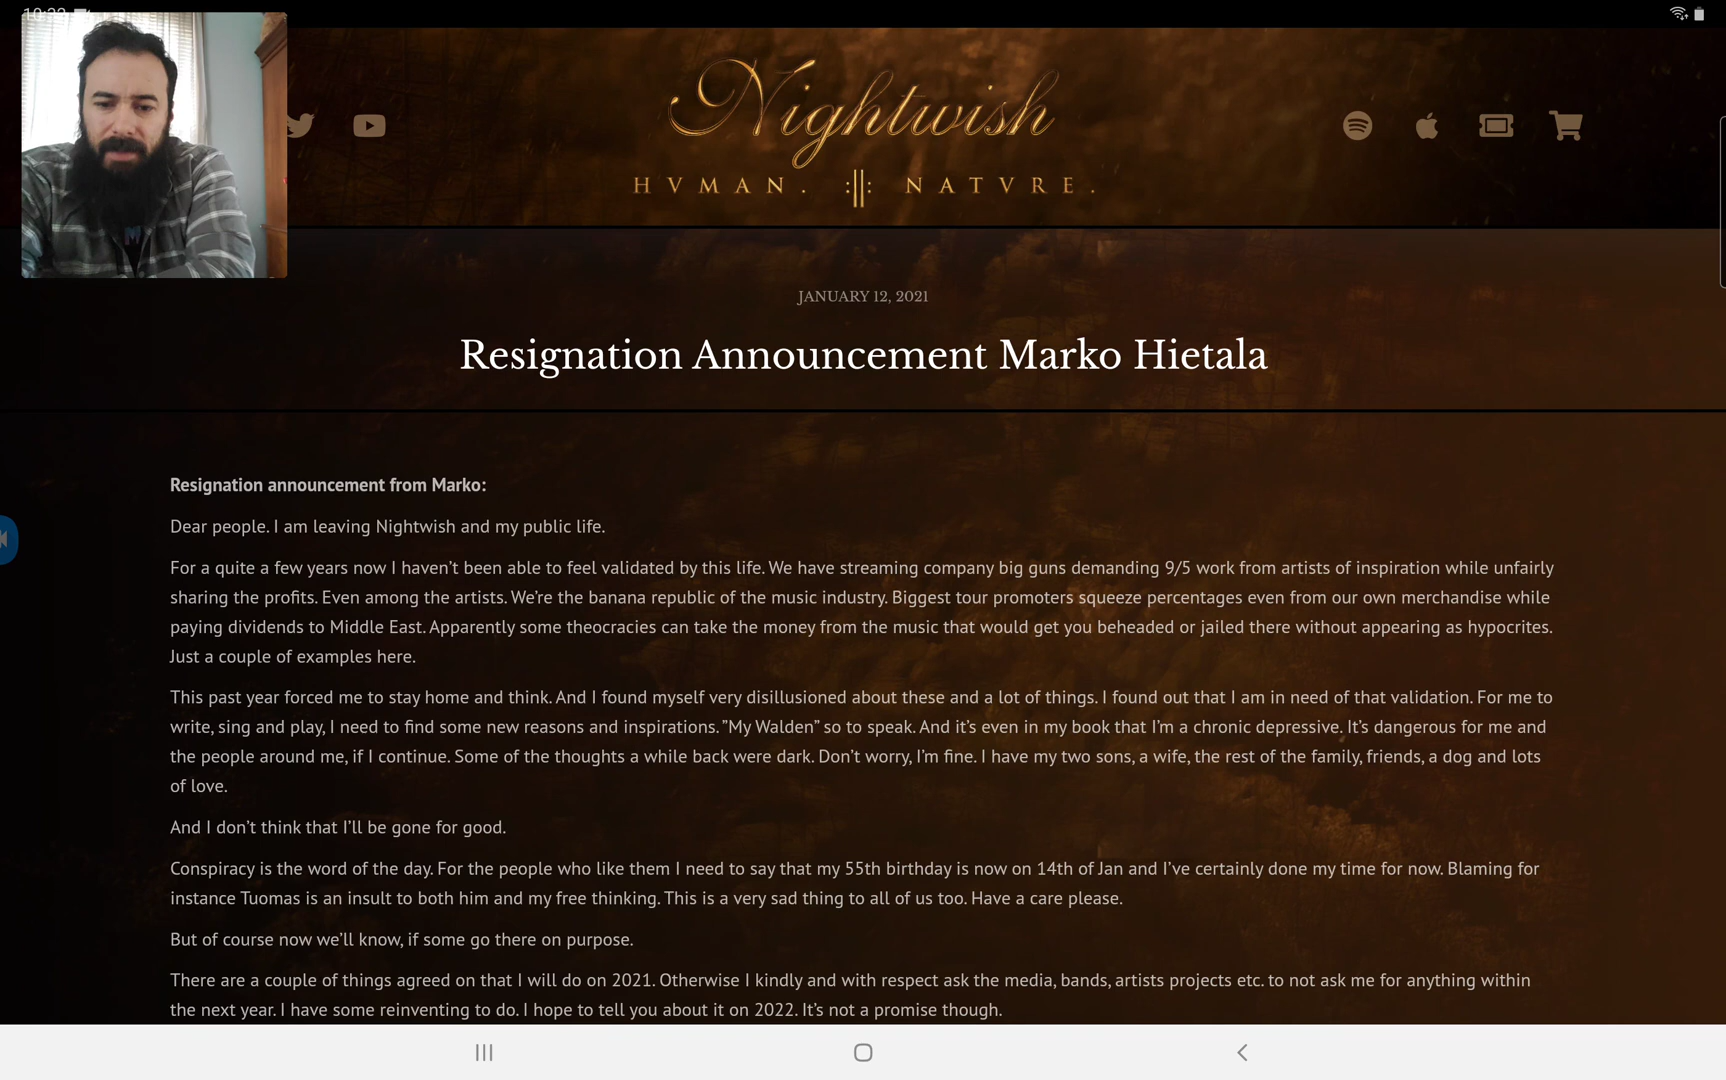 10:22
Nightwish
HVMAN. :||: NATVRE.
JANUARY 12, 2021
Resignation Announcement Marko Hietala
Resignation announcement from Marko:
Dear people. I am leaving Nightwish and my public life.
For a quite a few years now I haven’t been able to feel validated by this life. We have streaming company big guns demanding 9/5 work from artists of inspiration while unfairly
sharing the profits. Even among the artists. We’re the banana republic of the music industry. Biggest tour promoters squeeze percentages even from our own merchandise while
paying dividends to Middle East. Apparently some theocracies can take the money from the music that would get you beheaded or jailed there without appearing as hypocrites.
Just a couple of examples here.
This past year forced me to stay home and think. And I found myself very disillusioned about these and a lot of things. I found out that I am in need of that validation. For me to
write, sing and play, I need to find some new reasons and inspirations. ”My Walden” so to speak. And it’s even in my book that I’m a chronic depressive. It’s dangerous for me and
the people around me, if I continue. Some of the thoughts a while back were dark. Don’t worry, I’m fine. I have my two sons, a wife, the rest of the family, friends, a dog and lots
of love.
And I don’t think that I’ll be gone for good.
Conspiracy is the word of the day. For the people who like them I need to say that my 55th birthday is now on 14th of Jan and I’ve certainly done my time for now. Blaming for
instance Tuomas is an insult to both him and my free thinking. This is a very sad thing to all of us too. Have a care please.
But of course now we’ll know, if some go there on purpose.
There are a couple of things agreed on that I will do on 2021. Otherwise I kindly and with respect ask the media, bands, artists projects etc. to not ask me for anything within
the next year. I have some reinventing to do. I hope to tell you about it on 2022. It’s not a promise though.